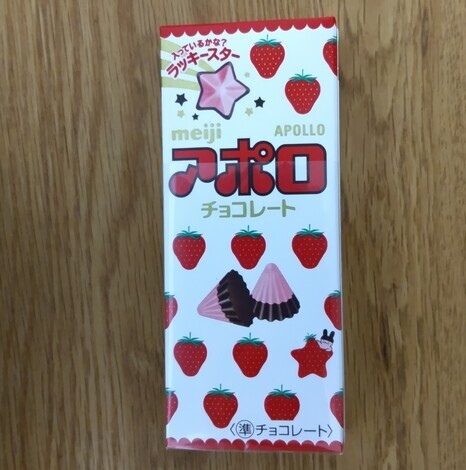 入っているかな?
ラッキースター
meiji
APOLLO
アポロ
チョコレート
〈準チョコレート〉